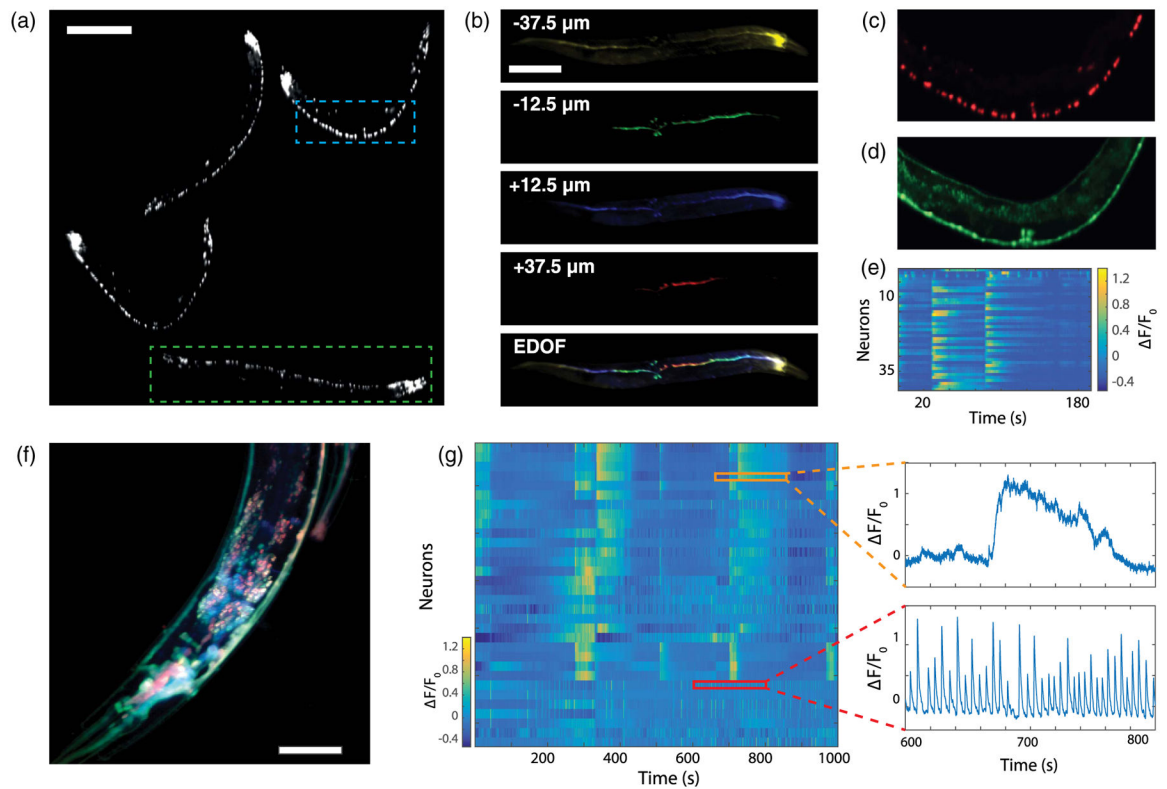 (a)
(b)
-37.5 µm
-12.5 µm
+12.5 µm
+37.5 µm
EDOF
(c)
(d)
(e)
10
35
Neurons
20
180
Time (s)
1.2
0.8
0.4
0
-0.4
ΔF/F0
(f)
(g)
Neurons
1.2
0.8
0.4
0
-0.4
ΔF/F0
200
400
600
800
1000
Time (s)
1
0
ΔF/F0
1
0
ΔF/F0
600
700
800
Time (s)